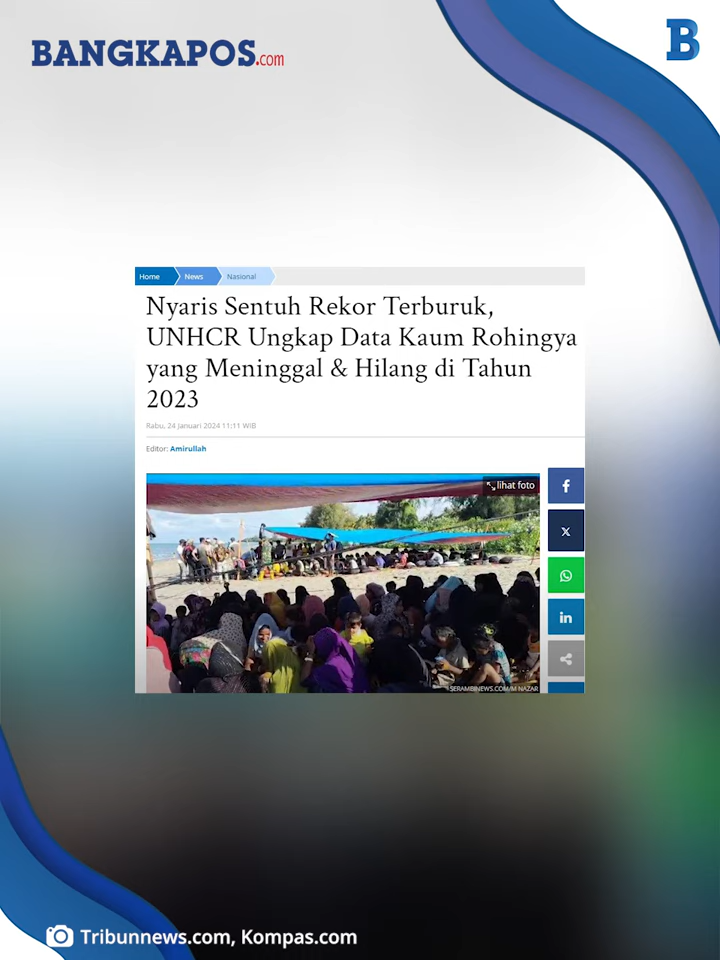 BANGKAPOS.com
B
Home News Nasional
Nyaris Sentuh Rekor Terburuk,
UNHCR Ungkap Data Kaum Rohingya
yang Meninggal & Hilang di Tahun
2023
Rabu, 24 Januari 2024 11:11 WIB
Editor: Amirullah
lihat foto
SERAMBINEWS.COM/M NAZAR
Tribunnews.com, Kompas.com